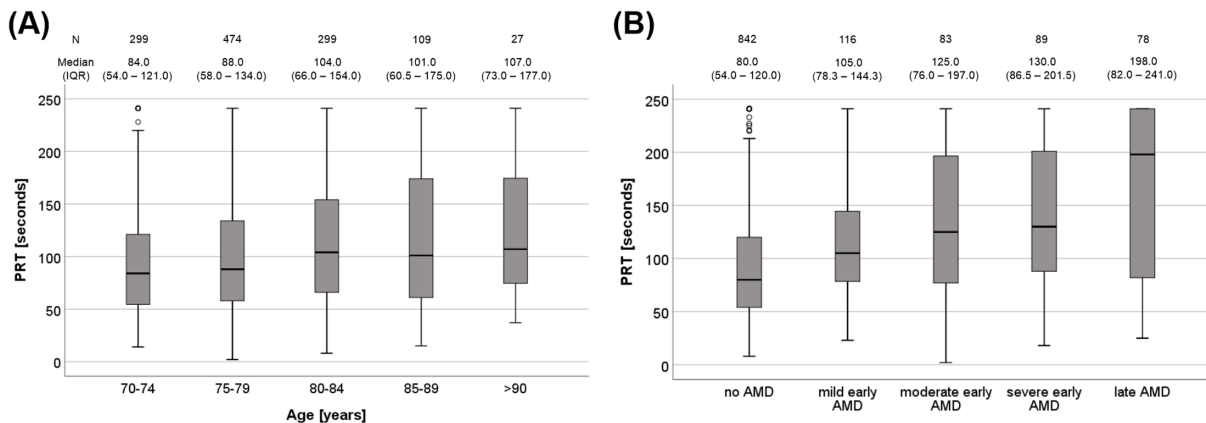 (A)
N 299 474 299 109 27
Median 84.0 88.0 104.0 101.0 107.0
(IQR) (54.0 – 121.0) (58.0 – 134.0) (66.0 – 154.0) (60.5 – 175.0) (73.0 – 177.0)
250
200
150
100
50
0
PRT [seconds]
70-74 75-79 80-84 85-89 >90
Age [years]
(B)
842 116 83 89 78
80.0 105.0 125.0 130.0 198.0
(54.0 – 120.0) (78.3 – 144.3) (76.0 – 197.0) (86.5 – 201.5) (82.0 – 241.0)
250
200
150
100
50
0
PRT [seconds]
no AMD mild early moderate early severe early late AMD
AMD AMD AMD